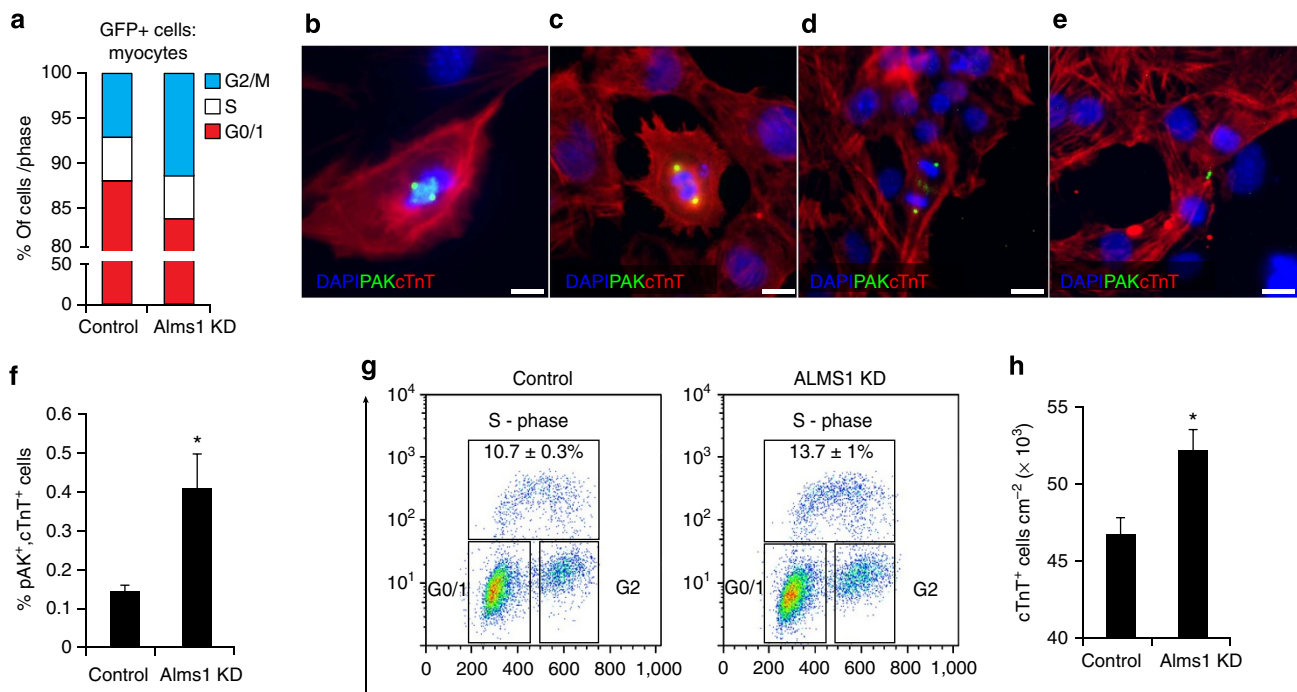 a
GFP+ cells:
myocytes
% Of cells /phase
100
95
90
85
80
50
0
G2/M
S
G0/1
Control
Alms1 KD
b
DAPIPAKcTnT
c
DAPIPAKcTnT
d
DAPIPAKcTnT
e
DAPIPAKcTnT
f
% pAK⁺,cTnT⁺ cells
0.6
0.5
0.4
0.3
0.2
0.1
0
*
Control
Alms1 KD
g
Control
10⁴
10³
10²
10¹
S - phase
10.7 ± 0.3%
G0/1
G2
0 200 400 600 800 1,000
ALMS1 KD
10⁴
10³
10²
10¹
S - phase
13.7 ± 1%
G0/1
G2
0 200 400 600 800 1,000
h
cTnT⁺ cells cm⁻² (× 10³)
55
50
45
40
*
Control
Alms1 KD